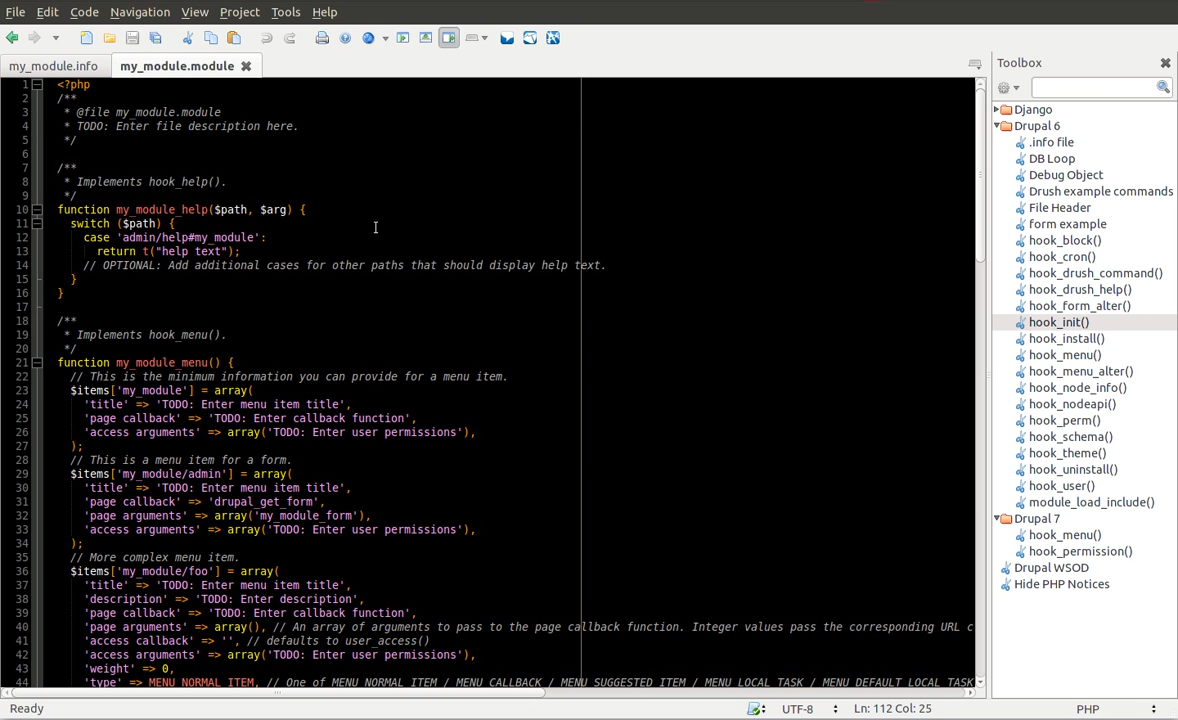 File Edit Code Navigation View Project Tools Help
my_module.info my_module.module
1 <?php
2 /**
3  * @file my_module.module
4  * TODO: Enter file description here.
5  */
6
7 /**
8  * Implements hook_help().
9  */
10 function my_module_help($path, $arg) {
11   switch ($path) {
12     case 'admin/help#my_module':
13       return t("help text");
14     // OPTIONAL: Add additional cases for other paths that should display help text.
15   }
16 }
17
18 /**
19  * Implements hook_menu().
20  */
21 function my_module_menu() {
22   // This is the minimum information you can provide for a menu item.
23   $items['my_module'] = array(
24     'title' => 'TODO: Enter menu item title',
25     'page callback' => 'TODO: Enter callback function',
26     'access arguments' => array('TODO: Enter user permissions'),
27   );
28   // This is a menu item for a form.
29   $items['my_module/admin'] = array(
30     'title' => 'TODO: Enter menu item title',
31     'page callback' => 'drupal_get_form',
32     'page arguments' => array('my_module_form'),
33     'access arguments' => array('TODO: Enter user permissions'),
34   );
35   // More complex menu item.
36   $items['my_module/foo'] = array(
37     'title' => 'TODO: Enter menu item title',
38     'description' => 'TODO: Enter description',
39     'page callback' => 'TODO: Enter callback function',
40     'page arguments' => array(), // An array of arguments to pass to the page callback function. Integer values pass the corresponding URL c
41     'access callback' => '', // defaults to user_access()
42     'access arguments' => array('TODO: Enter user permissions'),
43     'weight' => 0,
44     'type' => MENU_NORMAL_ITEM, // One of MENU_NORMAL_ITEM / MENU_CALLBACK / MENU_SUGGESTED_ITEM / MENU_LOCAL_TASK / MENU_DEFAULT_LOCAL_TASK
Toolbox
Django
Drupal 6
.info file
DB Loop
Debug Object
Drush example commands
File Header
form example
hook_block()
hook_cron()
hook_drush_command()
hook_drush_help()
hook_form_alter()
hook_init()
hook_install()
hook_menu()
hook_menu_alter()
hook_node_info()
hook_nodeapi()
hook_perm()
hook_schema()
hook_theme()
hook_uninstall()
hook_user()
module_load_include()
Drupal 7
hook_menu()
hook_permission()
Drupal WSOD
Hide PHP Notices
Ready UTF-8 Ln: 112 Col: 25 PHP